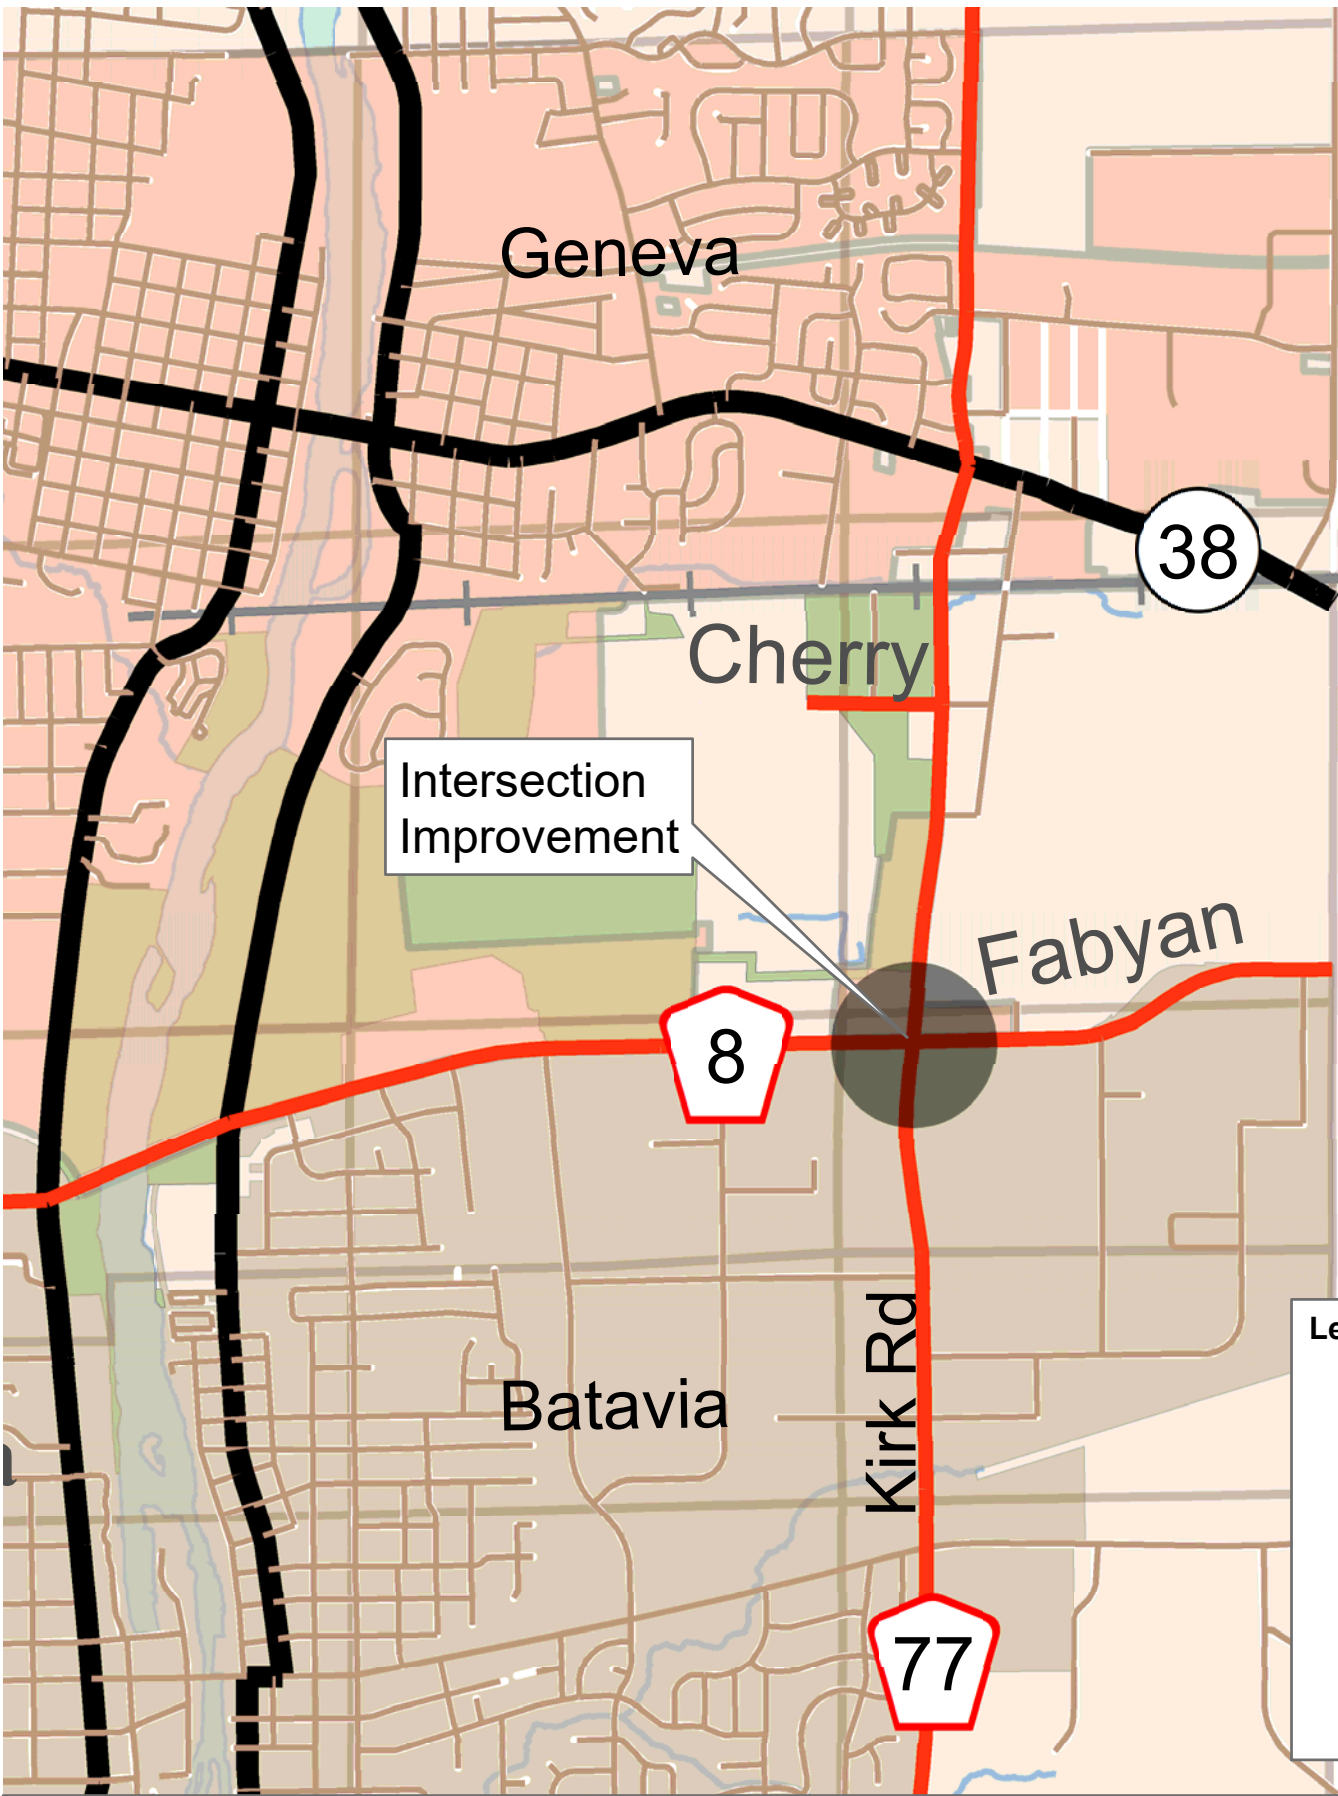 Geneva
38
Cherry
Intersection
Improvement
Fabyan
8
Kirk Rd
Batavia
77